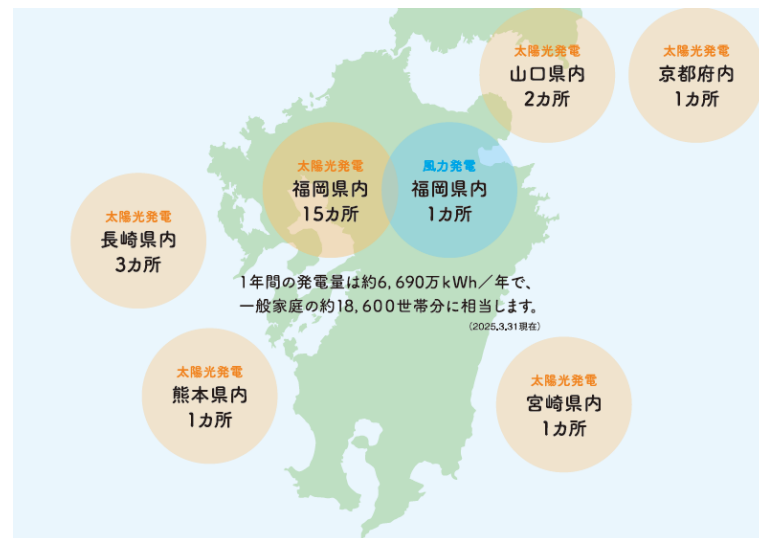 太陽光発電
山口県内
2カ所
太陽光発電
京都府内
1カ所
太陽光発電
福岡県内
15カ所
風力発電
福岡県内
1カ所
太陽光発電
長崎県内
3カ所
1年間の発電量は約6,690万kWh／年で、
一般家庭の約18,600世帯分に相当します。
(2025.3.31現在)
太陽光発電
熊本県内
1カ所
太陽光発電
宮崎県内
1カ所